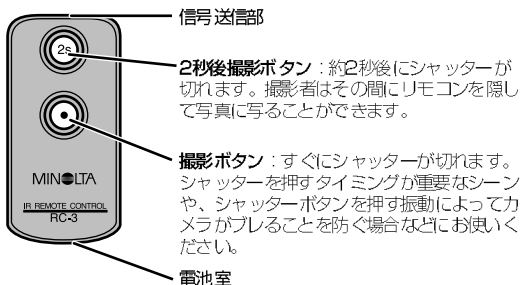 信号送信部
2s
2秒後撮影ボタン：約2秒後にシャッターが
切れます。撮影者はその間にリモコンを隠し
て写真に写ることができます。
撮影ボタン：すぐにシャッターが切れます。
シャッターを押すタイミングが重要なシーン
や、シャッターボタンを押す振動によってカ
メラがブレることを防ぐ場合などにお使いく
ださい。
MINOLTA
IR REMOTE CONTROL
RC-3
電池室